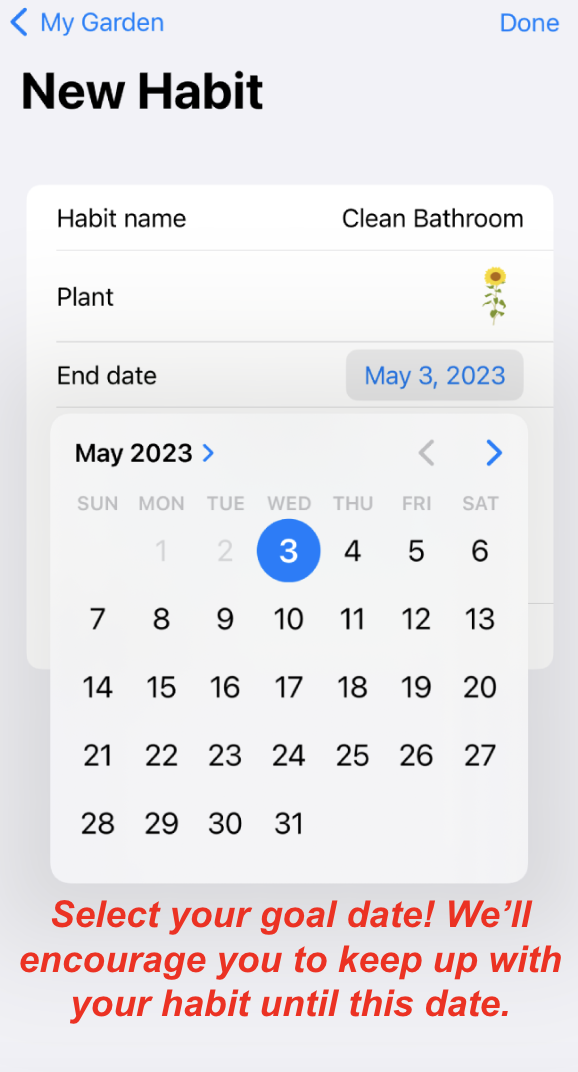 My Garden Done
New Habit
Habit name Clean Bathroom
Plant
End date May 3, 2023
May 2023
SUN MON TUE WED THU FRI SAT
1 2 3 4 5 6
7 8 9 10 11 12 13
14 15 16 17 18 19 20
21 22 23 24 25 26 27
28 29 30 31
Select your goal date! We’ll
encourage you to keep up with
your habit until this date.